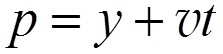 p = y + vt